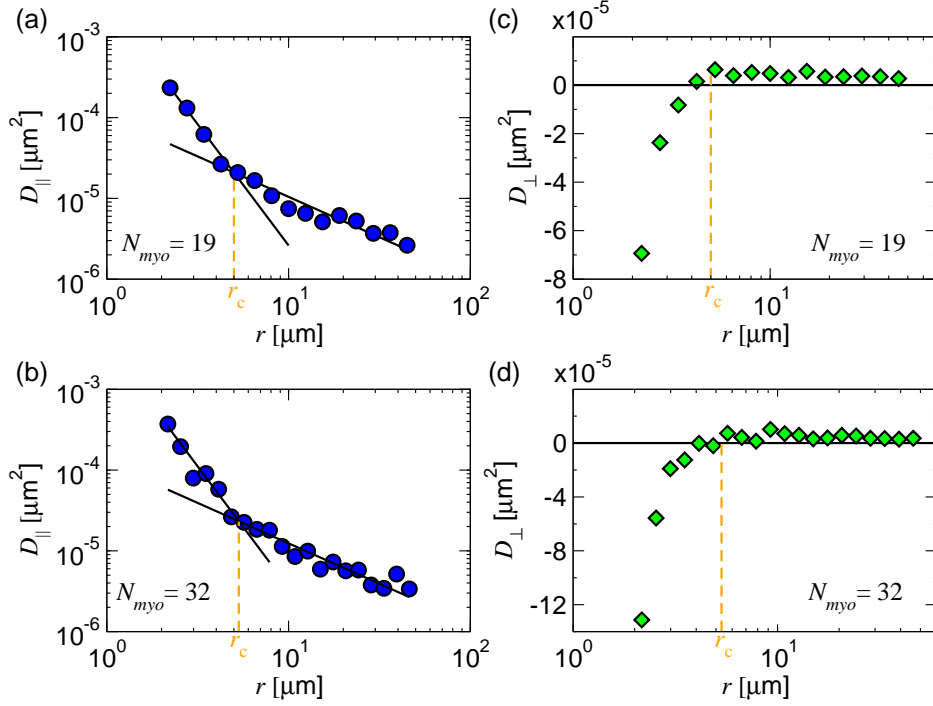 (a)
10^-3
10^-4
10^-5
10^-6
D_∥ [μm^2]
N_myo = 19
10^0
r_c
10^1
10^2
r [μm]
(c)
x10^-5
0
-2
-4
-6
-8
D_⊥ [μm^2]
N_myo = 19
10^0
r_c
10^1
r [μm]
(b)
10^-3
10^-4
10^-5
10^-6
D_∥ [μm^2]
N_myo = 32
10^0
r_c
10^1
10^2
r [μm]
(d)
x10^-5
0
-4
-8
-12
D_⊥ [μm^2]
N_myo = 32
10^0
r_c
10^1
r [μm]